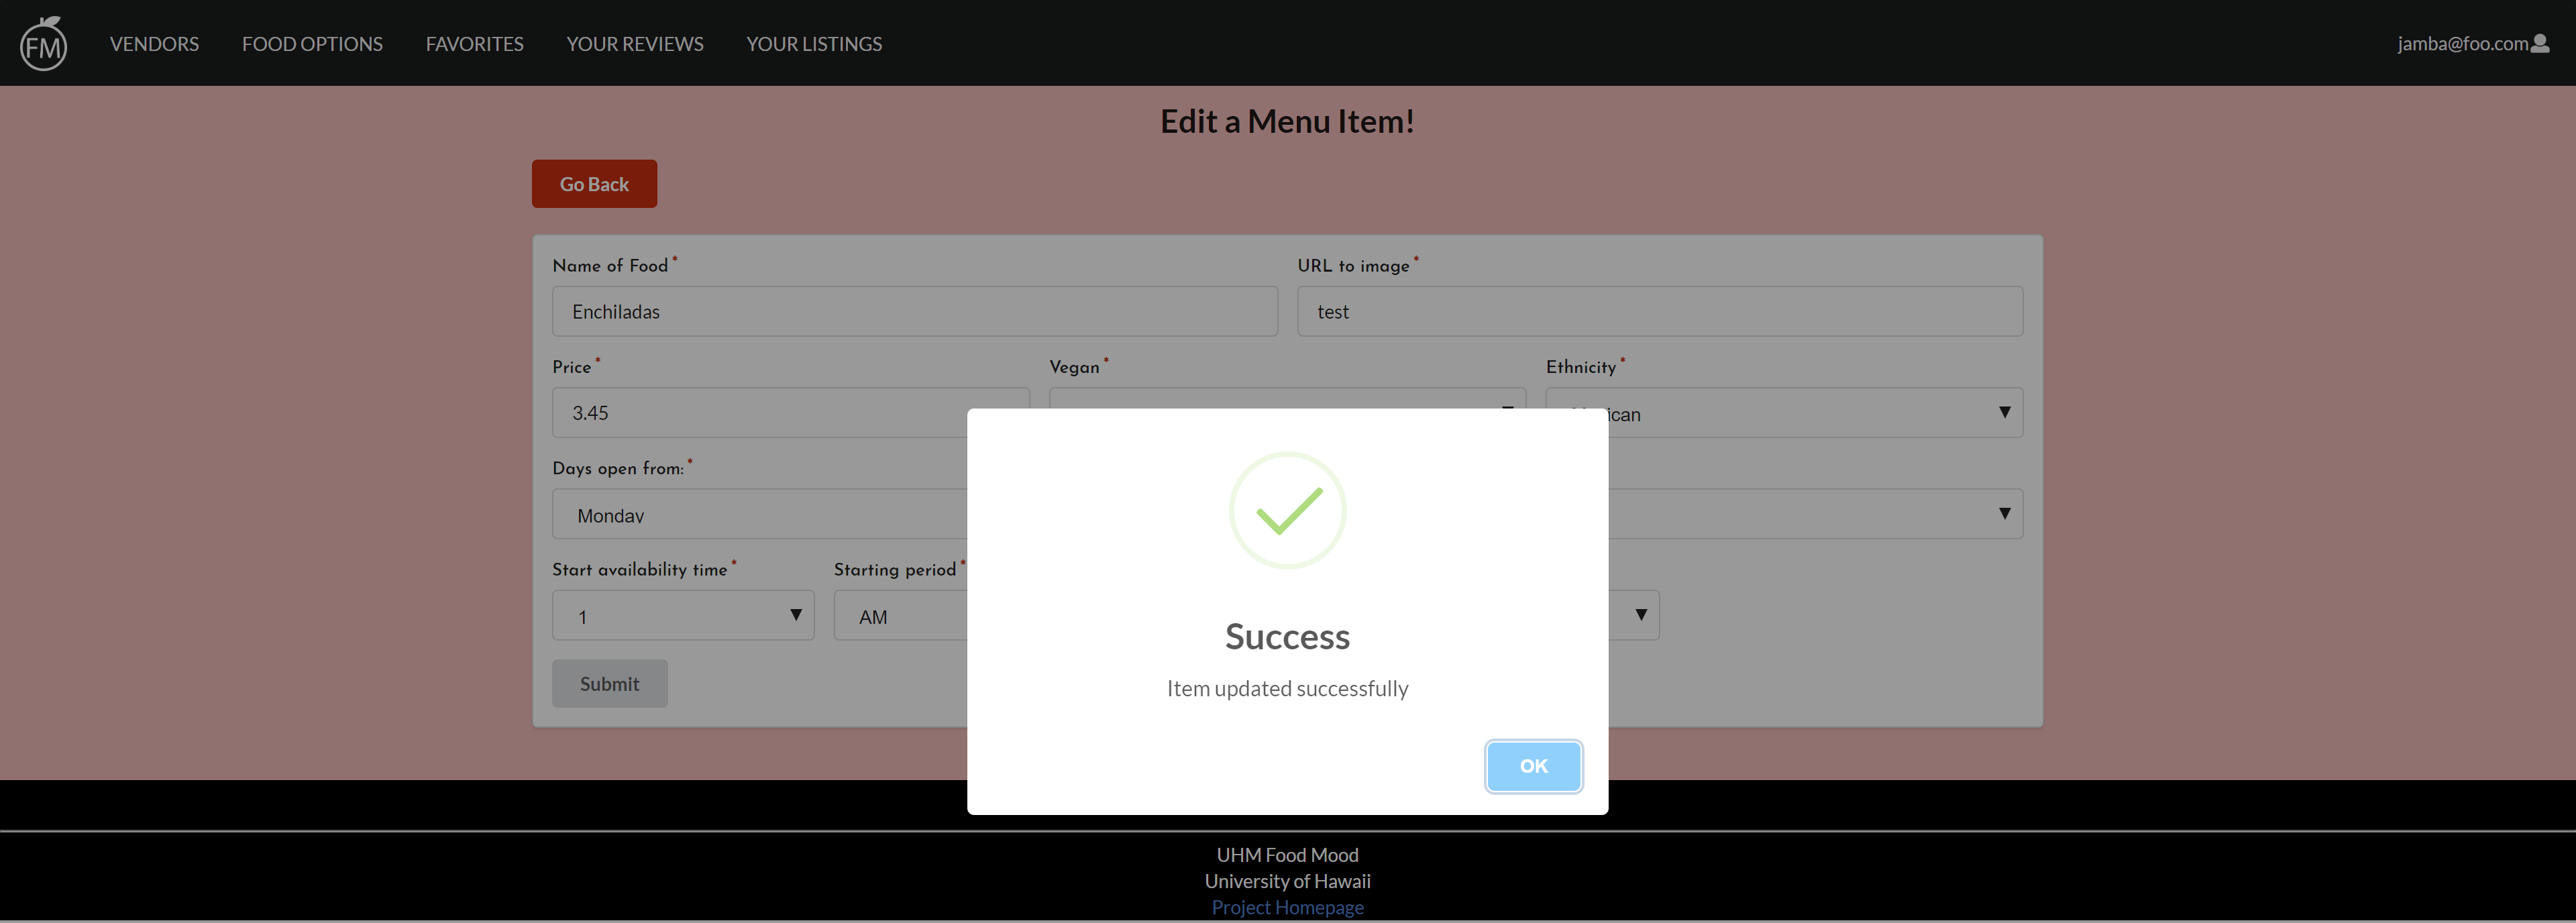 FM VENDORS FOOD OPTIONS FAVORITES YOUR REVIEWS YOUR LISTINGS jamba@foo.com
Edit a Menu Item!
Go Back
Name of Food * URL to image *
Enchiladas test
Price * Vegan * Ethnicity *
3.45
Days open from: *
Monday
Start availability time * Starting period *
1 AM
Submit
Success
Item updated successfully
OK
UHM Food Mood
University of Hawaii
Project Homepage